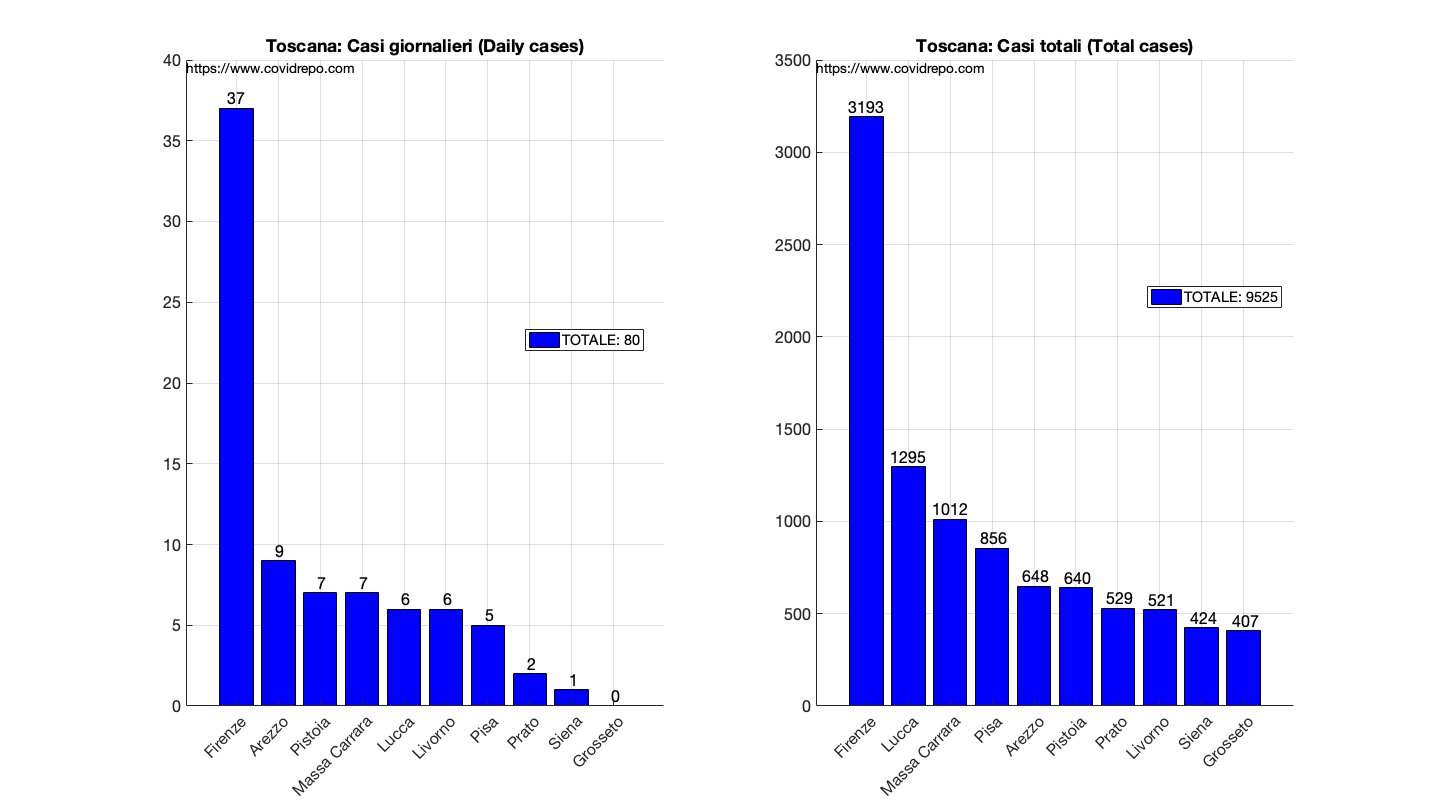 Toscana: Casi giornalieri (Daily cases)
https://www.covidrepo.com
40
35
30
25
20
15
10
5
0
37
9
7
7
6
6
5
2
1
0
TOTALE: 80
Firenze
Arezzo
Pistoia
Massa Carrara
Lucca
Livorno
Pisa
Prato
Siena
Grosseto
Toscana: Casi totali (Total cases)
https://www.covidrepo.com
3500
3000
2500
2000
1500
1000
500
0
3193
1295
1012
856
648
640
529
521
424
407
TOTALE: 9525
Firenze
Lucca
Massa Carrara
Pisa
Arezzo
Pistoia
Prato
Livorno
Siena
Grosseto